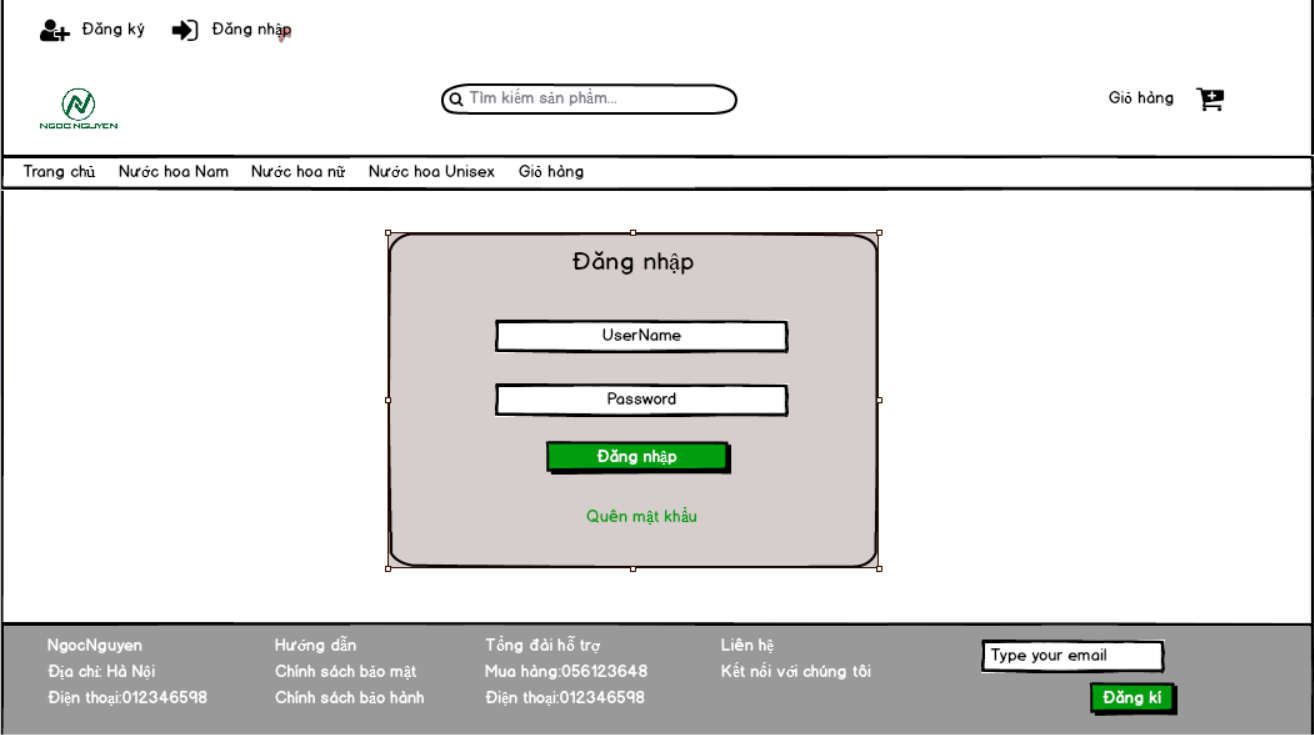 Đăng ký
Đăng nhập
NGOC NGUYEN
Tìm kiếm sản phẩm...
Giỏ hàng
Trang chủ
Nước hoa Nam
Nước hoa nữ
Nước hoa Unisex
Giỏ hàng
Đăng nhập
UserName
Password
Đăng nhập
Quên mật khẩu
NgocNguyen
Địa chỉ: Hà Nội
Điện thoại:012346598
Hướng dẫn
Chính sách bảo mật
Chính sách bảo hành
Tổng đài hỗ trợ
Mua hàng:056123648
Điện thoại:012346598
Liên hệ
Kết nối với chúng tôi
Type your email
Đăng kí